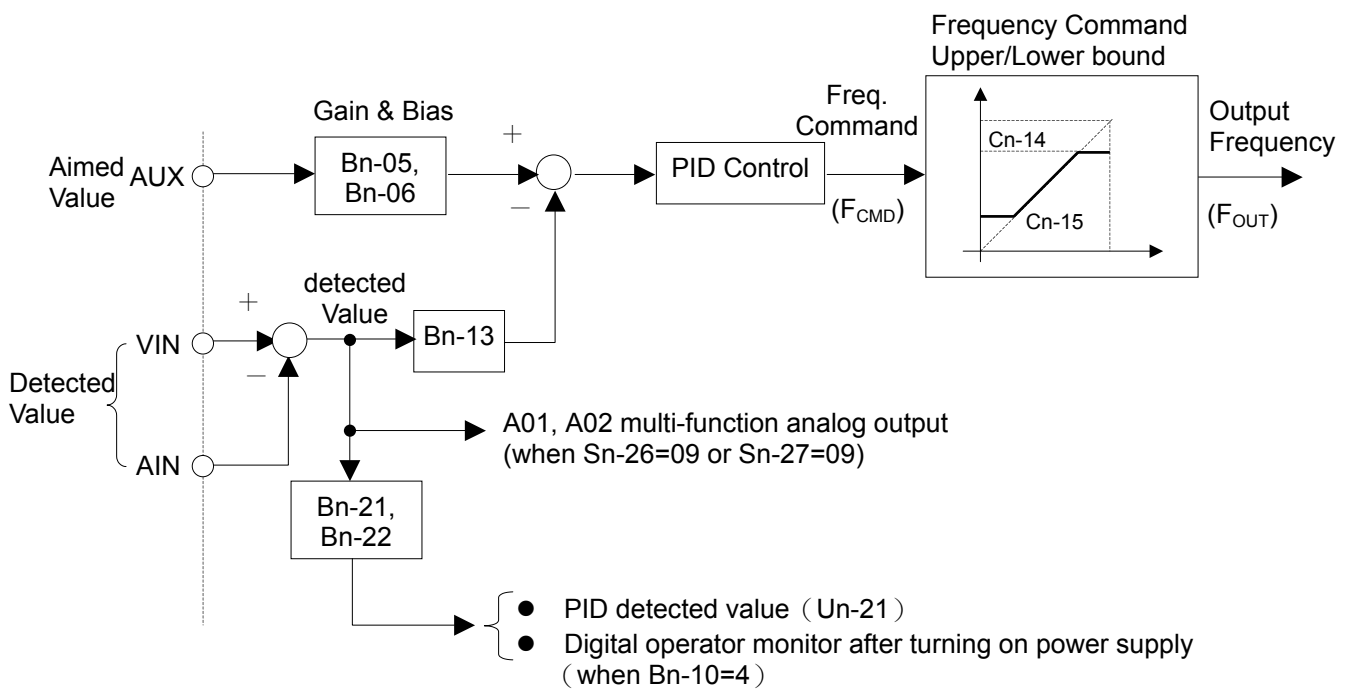 Frequency Command
Upper/Lower bound
Gain & Bias
Freq.
Command
Output
Frequency
Cn-14
Cn-15
Aimed
Value
AUX
Bn-05,
Bn-06
+
−
PID Control
(FCMD)
(FOUT)
detected
Value
+
−
VIN
Bn-13
Detected
Value
AIN
A01, A02 multi-function analog output
(when Sn-26=09 or Sn-27=09)
Bn-21,
Bn-22
● PID detected value（Un-21）
● Digital operator monitor after turning on power supply
（when Bn-10=4）